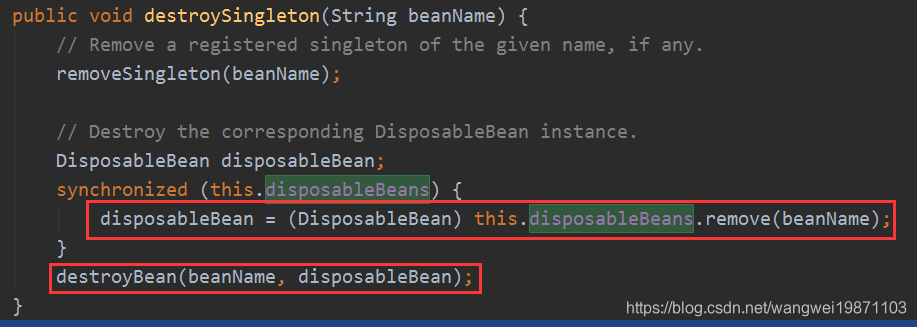 public void destroySingleton(String beanName) {
// Remove a registered singleton of the given name, if any.
removeSingleton(beanName);
// Destroy the corresponding DisposableBean instance.
DisposableBean disposableBean;
synchronized (this.disposableBeans) {
disposableBean = (DisposableBean) this.disposableBeans.remove(beanName);
}
destroyBean(beanName, disposableBean);
}
https://blog.csdn.net/wangwei19871103